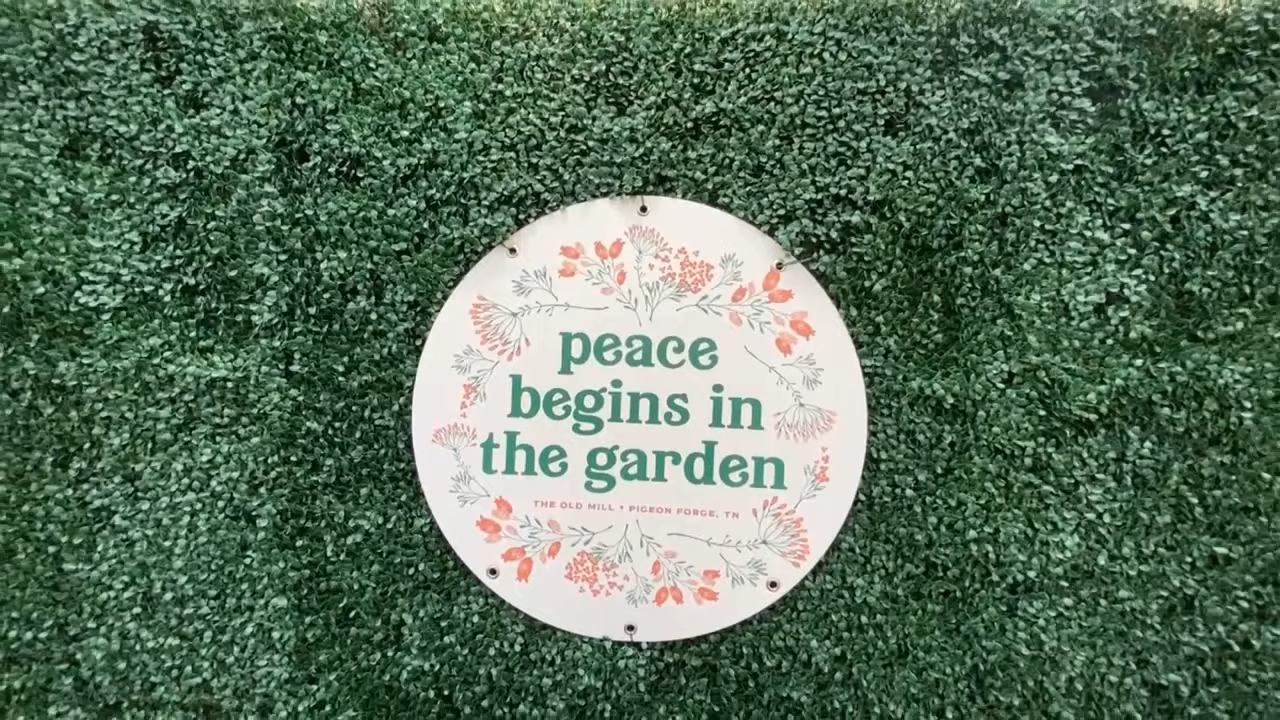 peace
begins in
the garden
THE OLD MILL • PIGEON FORGE, TN